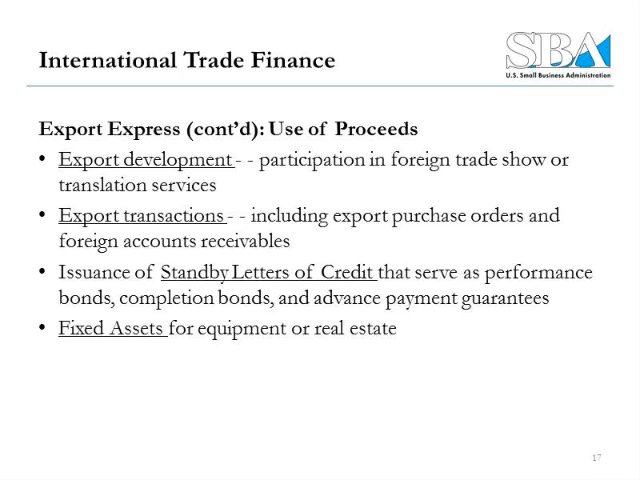 International Trade Finance
SBA
U.S. Small Business Administration
Export Express (cont’d): Use of Proceeds
• Export development - - participation in foreign trade show or
translation services
• Export transactions - - including export purchase orders and
foreign accounts receivables
• Issuance of Standby Letters of Credit that serve as performance
bonds, completion bonds, and advance payment guarantees
• Fixed Assets for equipment or real estate
17